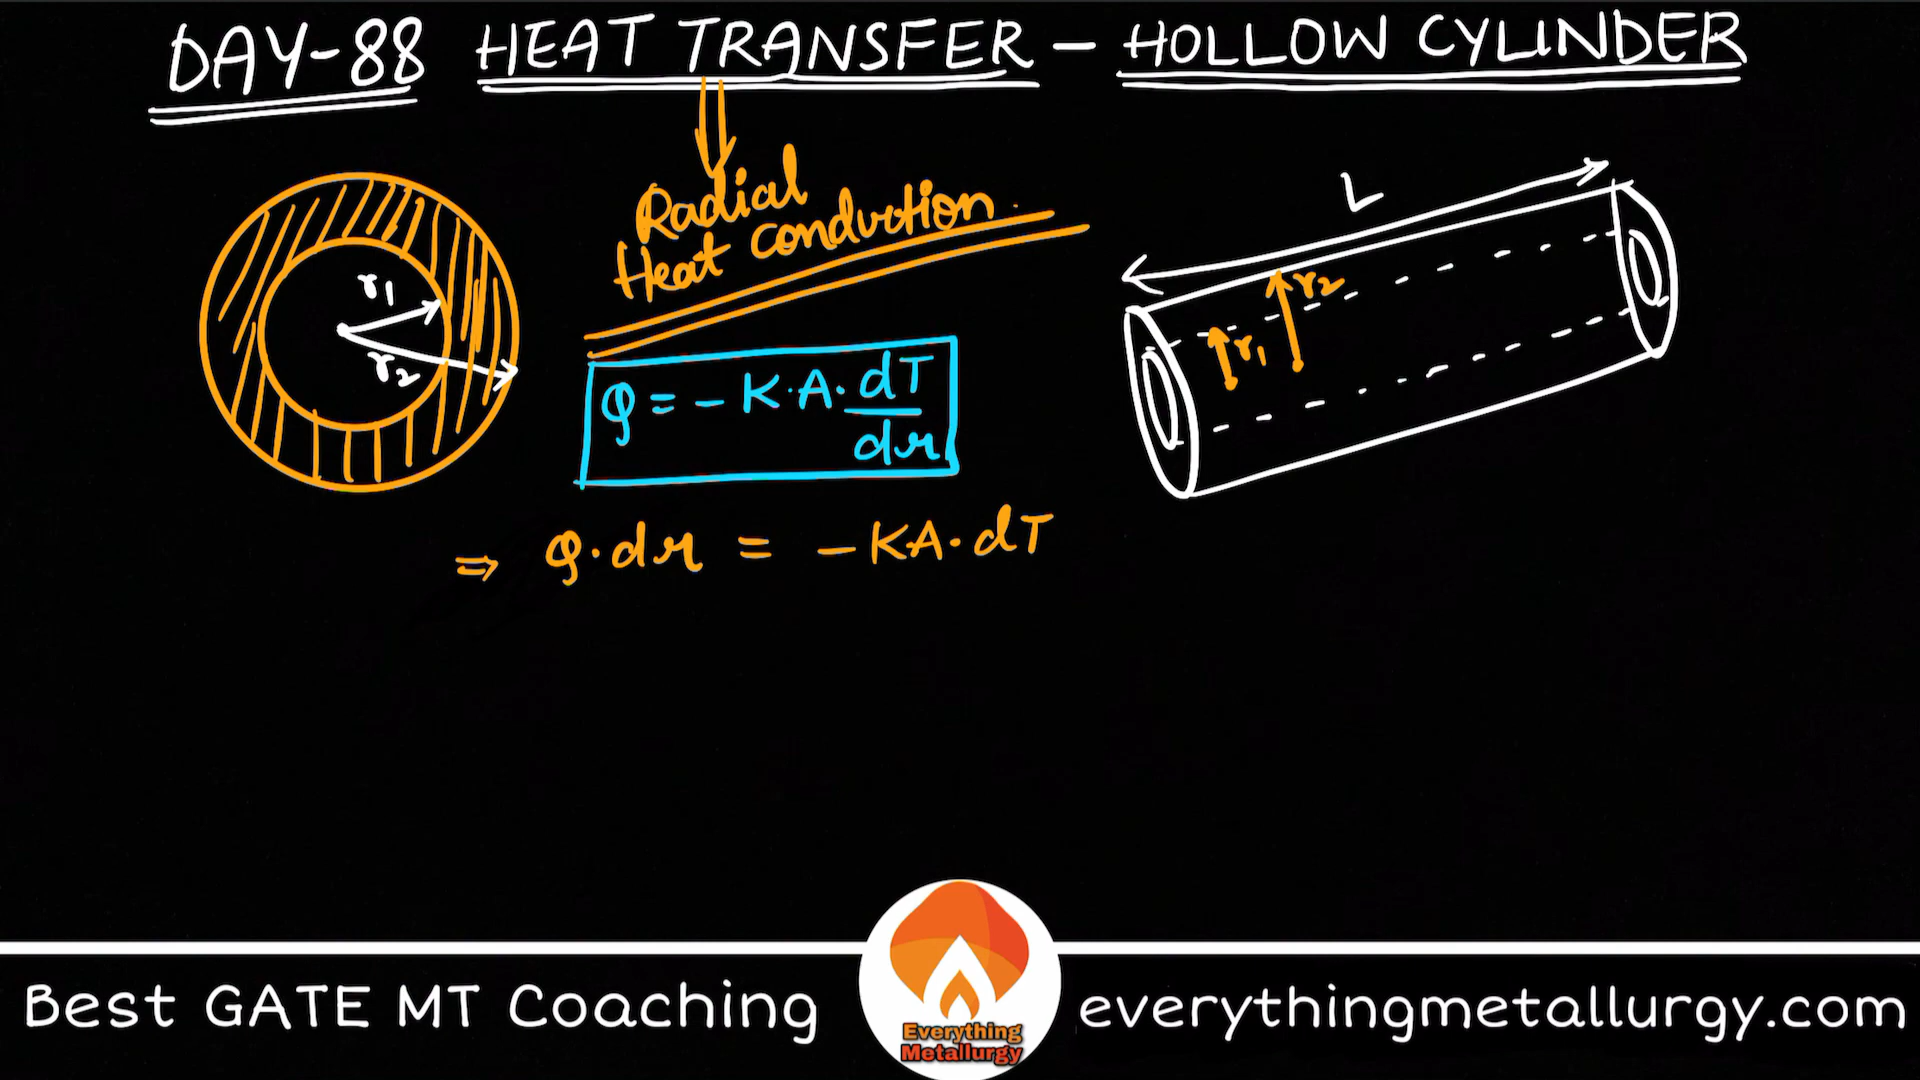 DAY-88 HEAT TRANSFER - HOLLOW CYLINDER
Radial
Heat conduction.
r1
r2
Q = - K.A. dT/dr
L
r1
r2
⇒ Q.dr = - KA.dT
Best GATE MT Coaching
Everything
Metallurgy
everythingmetallurgy.com